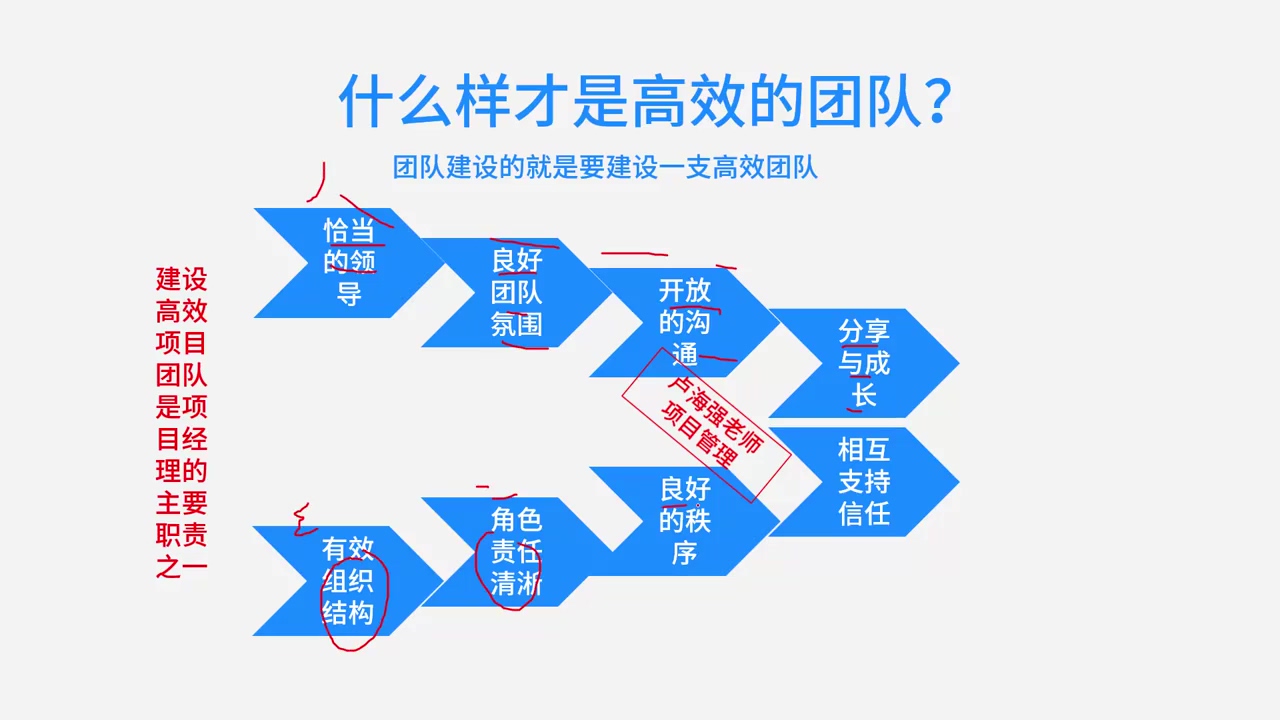 什么样才是高效的团队？
团队建设的就是要建设一支高效团队
建设
高效
项目
团队
是项
目经
理的
主要
职责
之一
恰当
的领
导
良好
团队
氛围
开放
的沟
通
分享
与成
长
卢海强老师
项目管理
有效
组织
结构
角色
责任
清淅
良好
的秩
序
相互
支持
信任